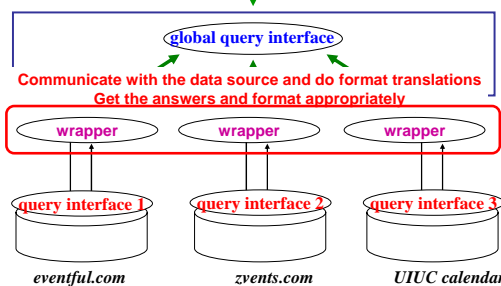 global query interface
Communicate with the data source and do format translations
Get the answers and format appropriately
wrapper wrapper wrapper
query interface 1 query interface 2 query interface 3
eventful.com zvents.com UIUC calendar